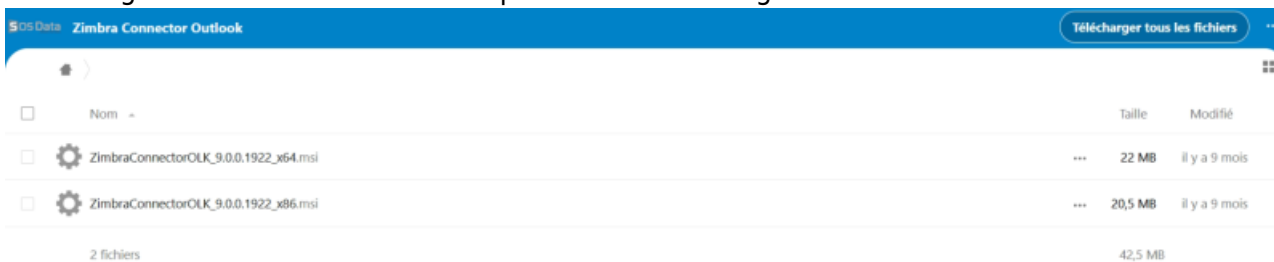 SOS Data Zimbra Connector Outlook Télécharger tous les fichiers
Nom Taille Modifié
ZimbraConnectorOLK_9.0.0.1922_x64.msi 22 MB il y a 9 mois
ZimbraConnectorOLK_9.0.0.1922_x86.msi 20,5 MB il y a 9 mois
2 fichiers 42,5 MB